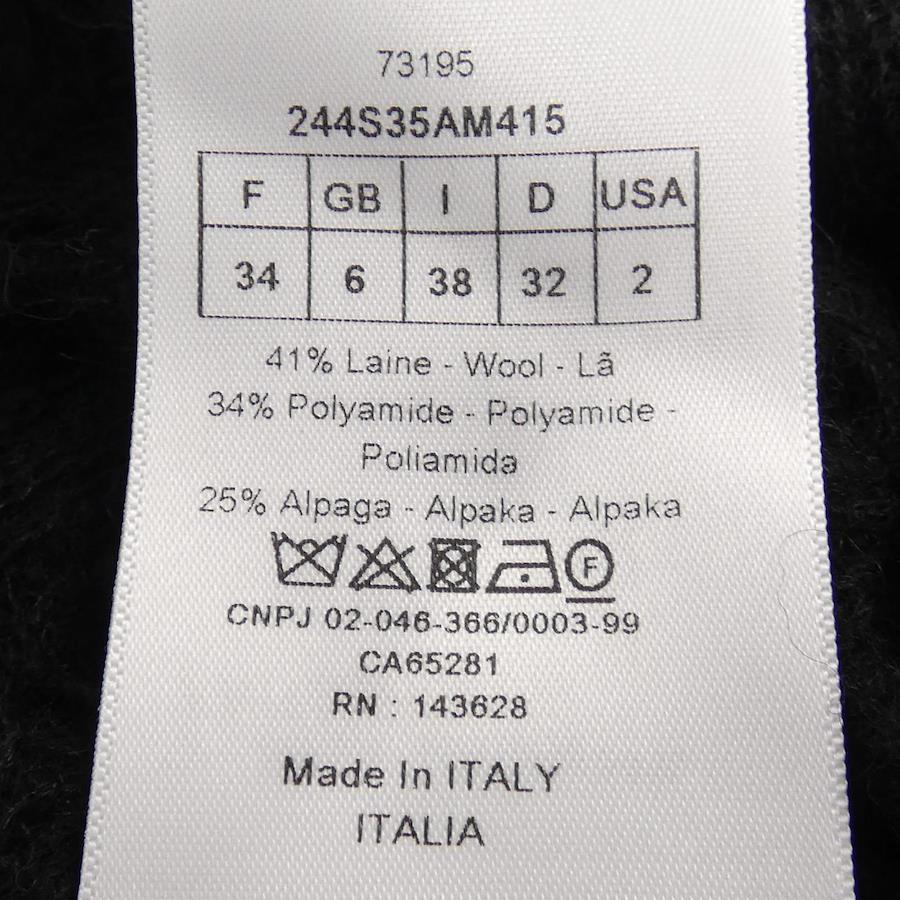 73195
244S35AM415
F GB I D USA
34 6 38 32 2
41% Laine - Wool - Lã
34% Polyamide - Polyamide -
Poliamida
25% Alpaga - Alpaka - Alpaka
F
CNPJ 02-046-366/0003-99
CA65281
RN : 143628
Made In ITALY
ITALIA